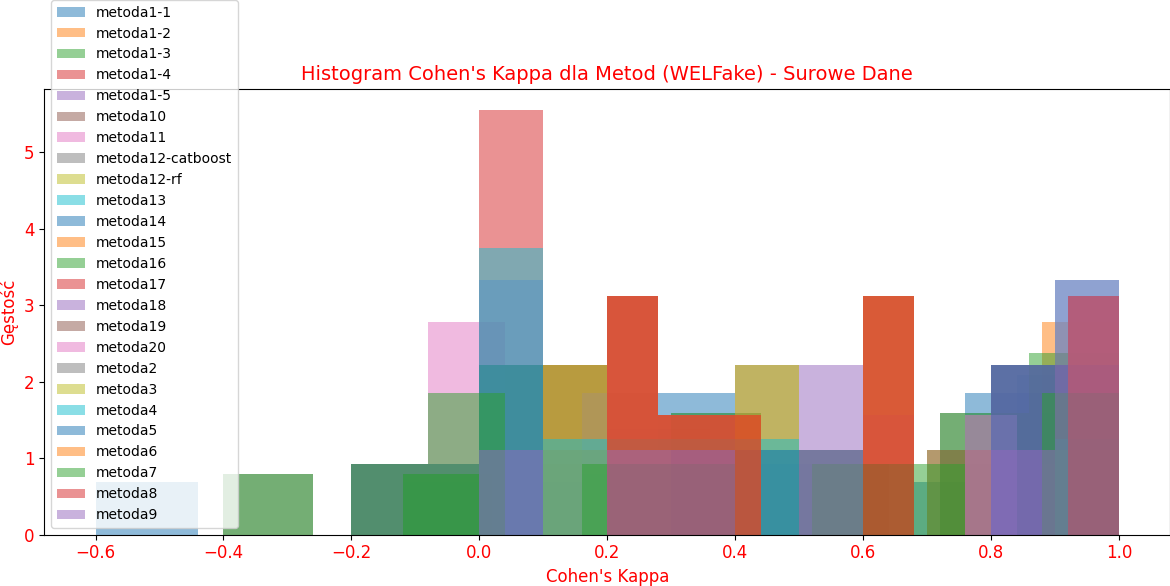 metoda1-1
metoda1-2
metoda1-3
metoda1-4
metoda1-5
metoda10
metoda11
metoda12-catboost
metoda12-rf
metoda13
metoda14
metoda15
metoda16
metoda17
metoda18
metoda19
metoda20
metoda2
metoda3
metoda4
metoda5
metoda6
metoda7
metoda8
metoda9
Histogram Cohen's Kappa dla Metod (WELFake) - Surowe Dane
Gęstość
5
4
3
2
1
0
−0.6 −0.4 −0.2 0.0 0.2 0.4 0.6 0.8 1.0
Cohen's Kappa